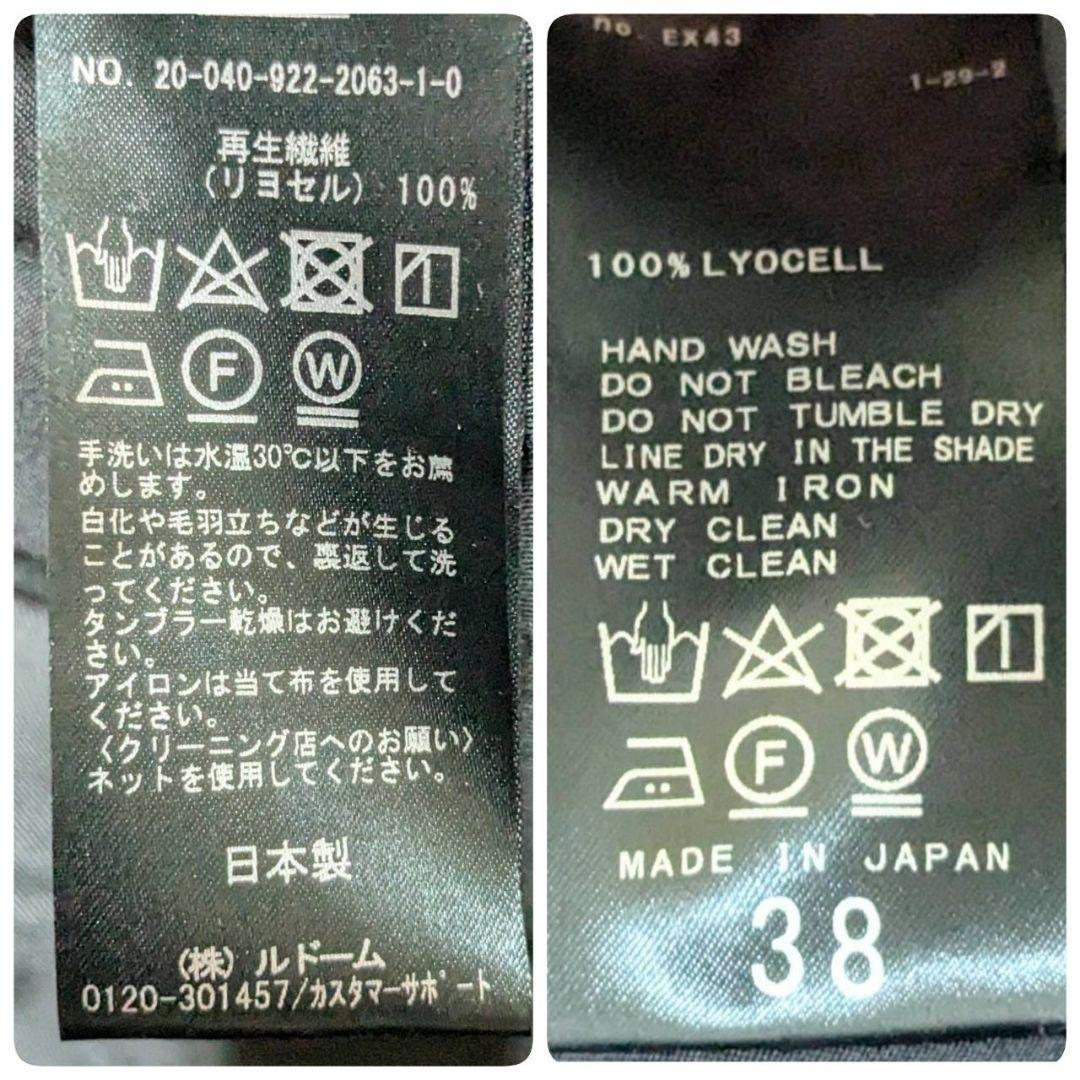 NO. 20-040-922-2063-1-0
再生繊維
(リヨセル) 100%
F W
手洗いは水温30℃以下をお薦
めします。
白化や毛羽立ちなどが生じる
ことがあるので、裏返して洗
ってください。
タンブラー乾燥はお避けくだ
さい。
アイロンは当て布を使用して
ください。
〈クリーニング店へのお願い〉
ネットを使用してください。
日本製
(株) ルドーム
0120-301457/カスタマーサポート
no. EX43
1-29-2
100% LYOCELL
HAND WASH
DO NOT BLEACH
DO NOT TUMBLE DRY
LINE DRY IN THE SHADE
WARM IRON
DRY CLEAN
WET CLEAN
F W
MADE IN JAPAN
38